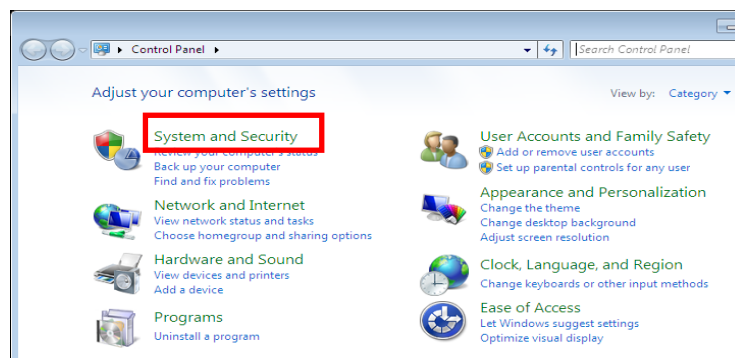 Control Panel
Search Control Panel
Adjust your computer's settings
View by: Category
System and Security
Review your computer's status
Back up your computer
Find and fix problems
Network and Internet
View network status and tasks
Choose homegroup and sharing options
Hardware and Sound
View devices and printers
Add a device
Programs
Uninstall a program
User Accounts and Family Safety
Add or remove user accounts
Set up parental controls for any user
Appearance and Personalization
Change the theme
Change desktop background
Adjust screen resolution
Clock, Language, and Region
Change keyboards or other input methods
Ease of Access
Let Windows suggest settings
Optimize visual display